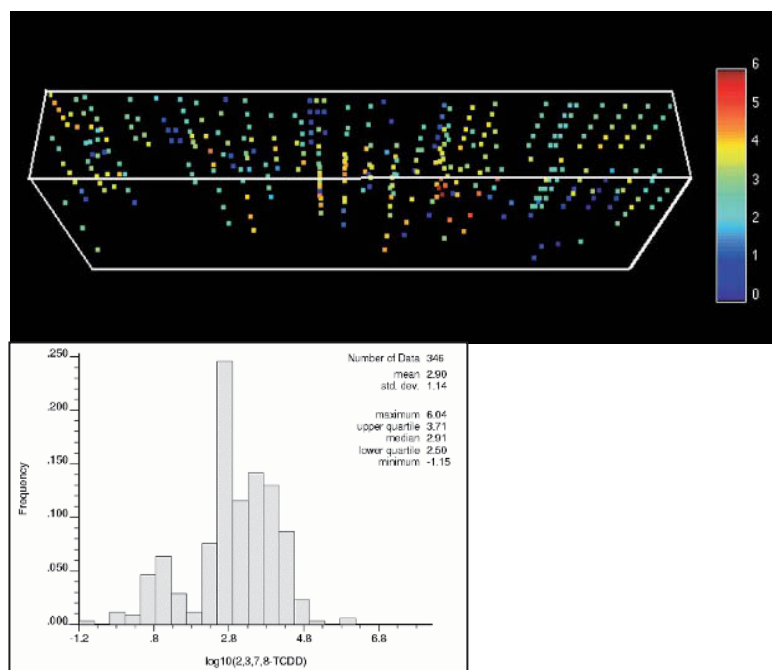 6
5
4
3
2
1
0
.250
.200
.150
.100
.050
.000
Frequency
Number of Data 346
mean 2.90
std. dev. 1.14
maximum 6.04
upper quartile 3.71
median 2.91
lower quartile 2.50
minimum -1.15
-1.2 .8 2.8 4.8 6.8
log10(2,3,7,8-TCDD)